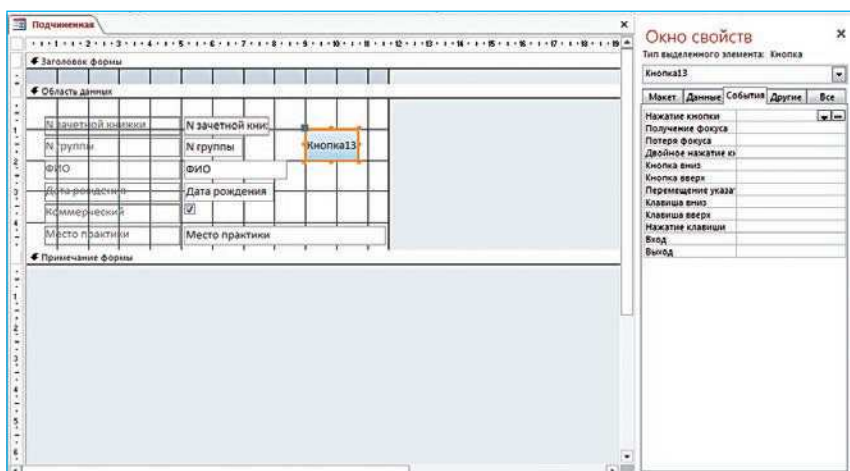 Подчиненная
Заголовок формы
Область данных
N зачетной книжки N зачетной книж
N группы N группы
Кнопка13
ФИО ФИО
Дата рождения Дата рождения
Коммерческий
Место практики Место практики
Примечание формы
Окно свойств
Тип выделенного элемента: Кнопка
Кнопка13
Макет Данные События Другие Все
Нажатие кнопки
Получение фокуса
Потеря фокуса
Двойное нажатие кн
Кнопка вниз
Кнопка вверх
Перемещение указат
Клавиша вниз
Клавиша вверх
Нажатие клавиши
Вход
Выход